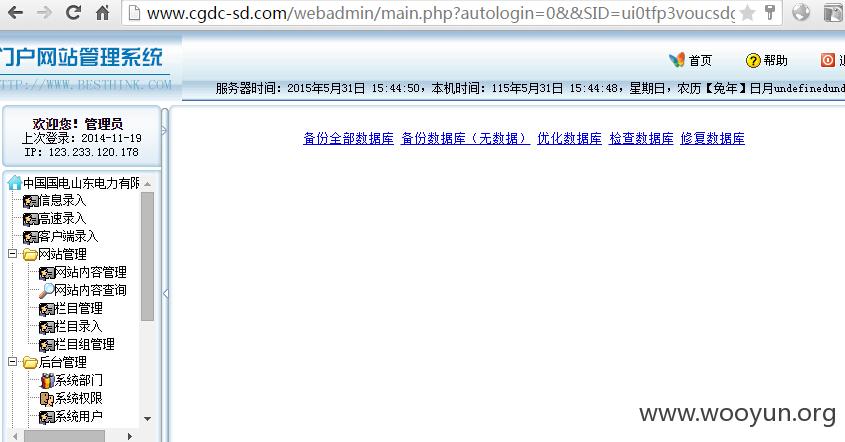 www.cgdc-sd.com/webadmin/main.php?autologin=0&&SID=ui0tfp3voucsdg
门户网站管理系统
HTTP://WWW.BESTHINK.COM
首页 帮助
服务器时间：2015年5月31日 15:44:50，本机时间：115年5月31日 15:44:48，星期日，农历【兔年】日月undefinedund
欢迎您！管理员
上次登录：2014-11-19
IP：123.233.120.178
备份全部数据库 备份数据库（无数据） 优化数据库 检查数据库 修复数据库
中国国电山东电力有限
信息录入
高速录入
客户端录入
网站管理
网站内容管理
网站内容查询
栏目管理
栏目录入
栏目组管理
后台管理
系统部门
系统权限
系统用户
www.wooyun.org